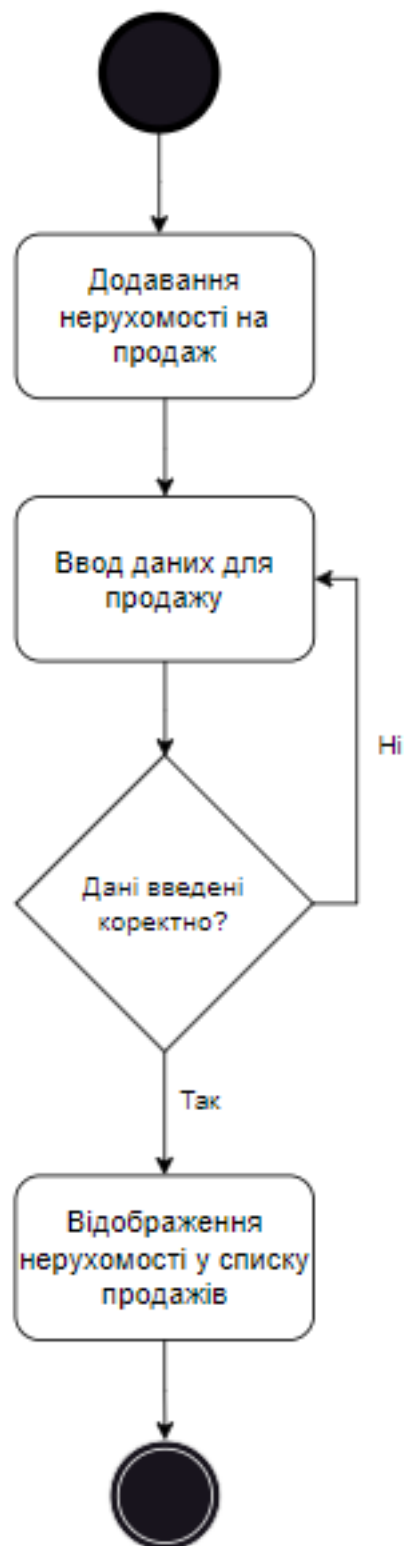 Додавання
нерухомості на
продаж
Ввод даних для
продажу
Ні
Дані введені
коректно?
Так
Відображення
нерухомості у списку
продажів